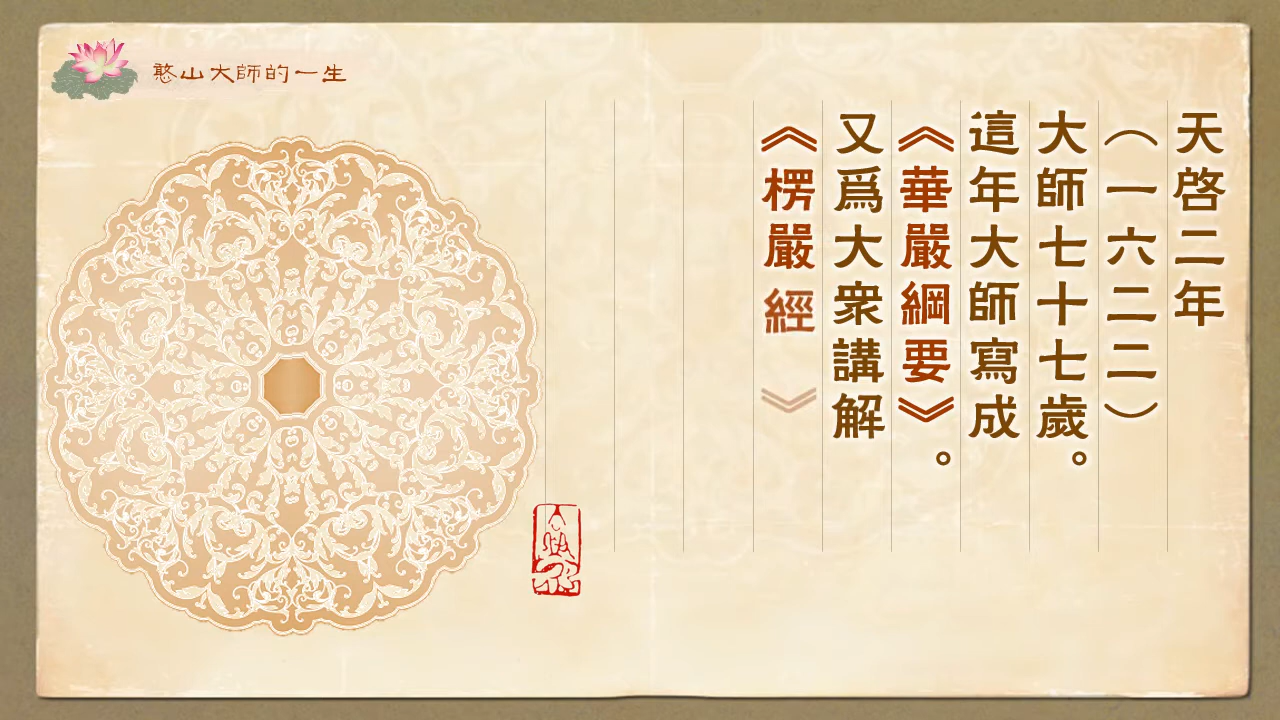 憨山大師的一生
天啓二年
（一六二二）
大師七十七歲。
這年大師寫成
《華嚴綱要》。
又爲大衆講解
《楞嚴經》